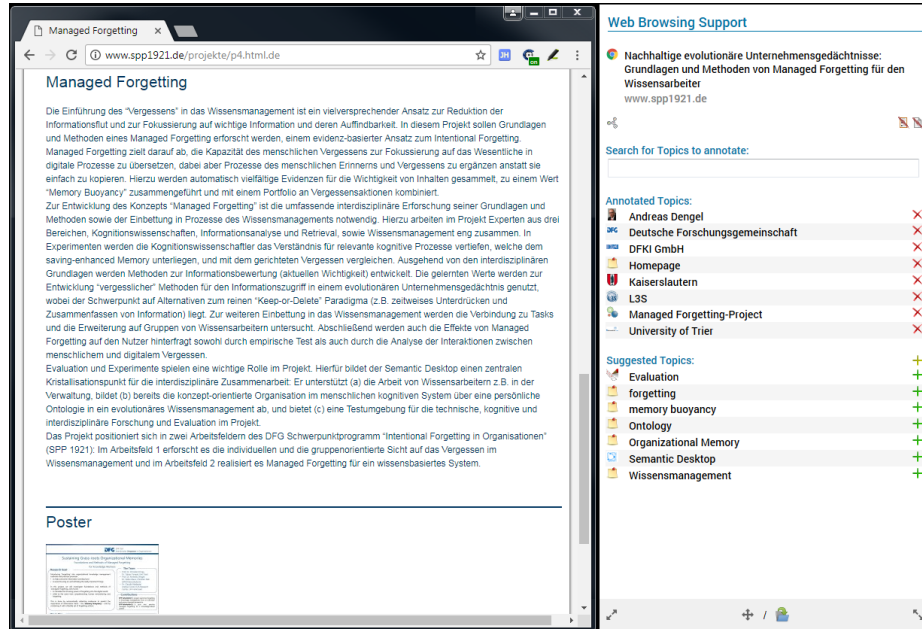 Managed Forgetting
www.spp1921.de/projekte/p4.html.de
Managed Forgetting
Die Einführung des "Vergessens" in das Wissensmanagement ist ein vielversprechender Ansatz zur Reduktion der
Informationsflut und zur Fokussierung auf wichtige Information und deren Auffindbarkeit. In diesem Projekt sollen Grundlagen
und Methoden eines Managed Forgetting erforscht werden, einem evidenz-basierter Ansatz zum Intentional Forgetting.
Managed Forgetting zielt darauf ab, die Kapazität des menschlichen Vergessens zur Fokussierung auf das Wesentliche in
digitale Prozesse zu übersetzen, dabei aber Prozesse des menschlichen Erinnerns und Vergessens zu ergänzen anstatt sie
einfach zu kopieren. Hierzu werden automatisch vielfältige Evidenzen für die Wichtigkeit von Inhalten gesammelt, zu einem Wert
"Memory Buoyancy" zusammengeführt und mit einem Portfolio an Vergessensaktionen kombiniert.
Zur Entwicklung des Konzepts "Managed Forgetting" ist die umfassende interdisziplinäre Erforschung seiner Grundlagen und
Methoden sowie der Einbettung in Prozesse des Wissensmanagements notwendig. Hierzu arbeiten im Projekt Experten aus drei
Bereichen, Kognitionswissenschaften, Informationsanalyse und Retrieval, sowie Wissensmanagement eng zusammen. In
Experimenten werden die Kognitionswissenschaftler das Verständnis für relevante kognitive Prozesse vertiefen, welche dem
saving-enhanced Memory unterliegen, und mit dem gerichteten Vergessen vergleichen. Ausgehend von den interdisziplinären
Grundlagen werden Methoden zur Informationsbewertung (aktuellen Wichtigkeit) entwickelt. Die gelernten Werte werden zur
Entwicklung "vergesslicher" Methoden für den Informationszugriff in einem evolutionären Unternehmensgedächtnis genutzt,
wobei der Schwerpunkt auf Alternativen zum reinen "Keep-or-Delete" Paradigma (z.B. zeitweises Unterdrücken und
Zusammenfassen von Information) liegt. Zur weiteren Einbettung in das Wissensmanagement werden die Verbindung zu Tasks
und die Erweiterung auf Gruppen von Wissensarbeitern untersucht. Abschließend werden auch die Effekte von Managed
Forgetting auf den Nutzer hinterfragt sowohl durch empirische Test als auch durch die Analyse der Interaktionen zwischen
menschlichem und digitalem Vergessen.
Evaluation und Experimente spielen eine wichtige Rolle im Projekt. Hierfür bildet der Semantic Desktop einen zentralen
Kristallisationspunkt für die interdisziplinäre Zusammenarbeit: Er unterstützt (a) die Arbeit von Wissensarbeitern z.B. in der
Verwaltung, bildet (b) bereits die konzept-orientierte Organisation im menschlichen kognitiven System über eine persönliche
Ontologie in ein evolutionäres Wissensmanagement ab, und bietet (c) eine Testumgebung für die technische, kognitive und
interdisziplinäre Forschung und Evaluation im Projekt.
Das Projekt positioniert sich in zwei Arbeitsfeldern des DFG Schwerpunktprogramm "Intentional Forgetting in Organisationen"
(SPP 1921): Im Arbeitsfeld 1 erforscht es die individuellen und die gruppenorientierte Sicht auf das Vergessen im
Wissensmanagement und im Arbeitsfeld 2 realisiert es Managed Forgetting für ein wissensbasiertes System.
Poster
DFG
Web Browsing Support
Nachhaltige evolutionäre Unternehmensgedächtnisse:
Grundlagen und Methoden von Managed Forgetting für den
Wissensarbeiter
www.spp1921.de
Search for Topics to annotate:
Annotated Topics:
Andreas Dengel
Deutsche Forschungsgemeinschaft
DFKI GmbH
Homepage
Kaiserslautern
L3S
Managed Forgetting-Project
University of Trier
Suggested Topics:
Evaluation
forgetting
memory buoyancy
Ontology
Organizational Memory
Semantic Desktop
Wissensmanagement
/